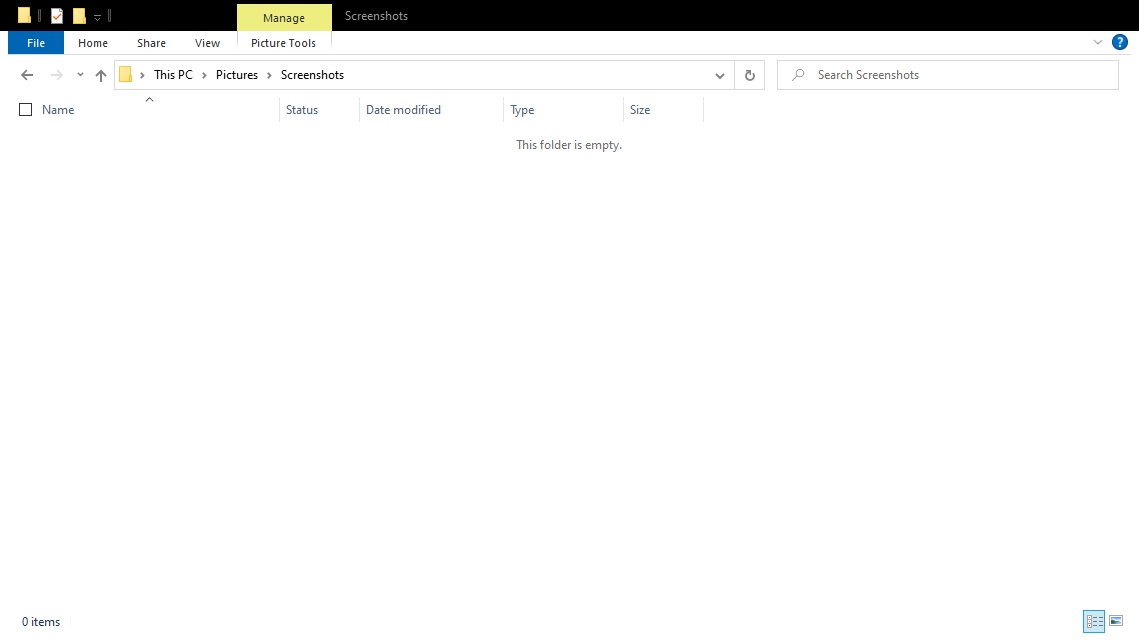 Manage Screenshots
File Home Share View Picture Tools
?
This PC Pictures Screenshots Search Screenshots
Name Status Date modified Type Size
This folder is empty.
0 items